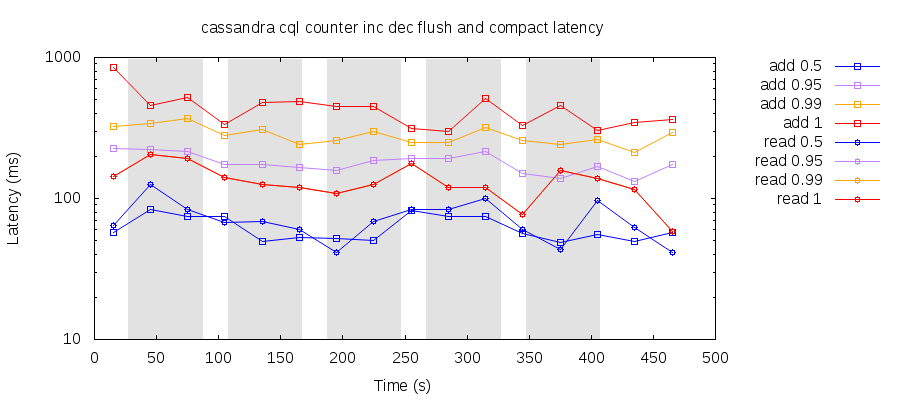 cassandra cql counter inc dec flush and compact latency
Latency (ms)
1000
100
10
0 50 100 150 200 250 300 350 400 450 500
Time (s)
add 0.5
add 0.95
add 0.99
add 1
read 0.5
read 0.95
read 0.99
read 1